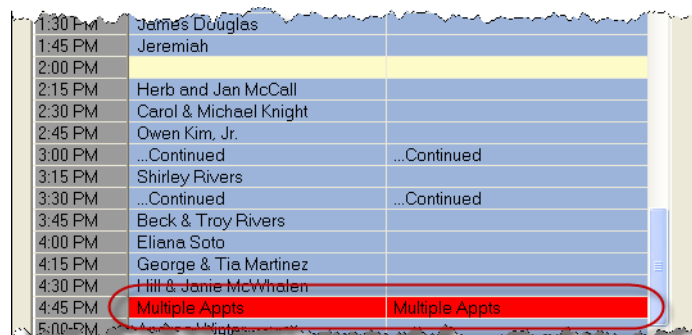 1:30 PM James Douglas
1:45 PM Jeremiah
2:00 PM
2:15 PM Herb and Jan McCall
2:30 PM Carol & Michael Knight
2:45 PM Owen Kim, Jr.
3:00 PM ...Continued ...Continued
3:15 PM Shirley Rivers
3:30 PM ...Continued ...Continued
3:45 PM Beck & Troy Rivers
4:00 PM Eliana Soto
4:15 PM George & Tia Martinez
4:30 PM Hill & Janie McWhalen
4:45 PM Multiple Appts Multiple Appts
5:00 PM